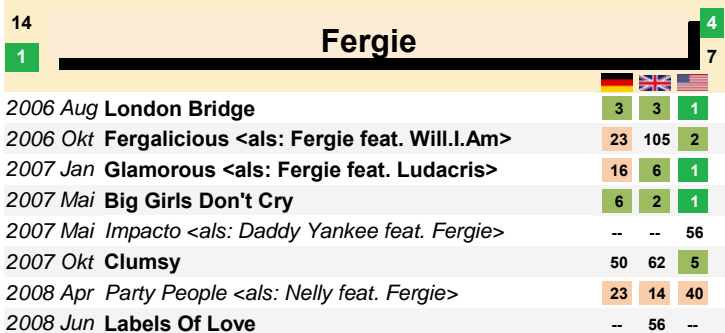 14 Fergie 4
1 7
2006 Aug London Bridge 3 3 1
2006 Okt Fergalicious <als: Fergie feat. Will.I.Am> 23 105 2
2007 Jan Glamorous <als: Fergie feat. Ludacris> 16 6 1
2007 Mai Big Girls Don't Cry 6 2 1
2007 Mai Impacto <als: Daddy Yankee feat. Fergie> -- -- 56
2007 Okt Clumsy 50 62 5
2008 Apr Party People <als: Nelly feat. Fergie> 23 14 40
2008 Jun Labels Of Love -- 56 --